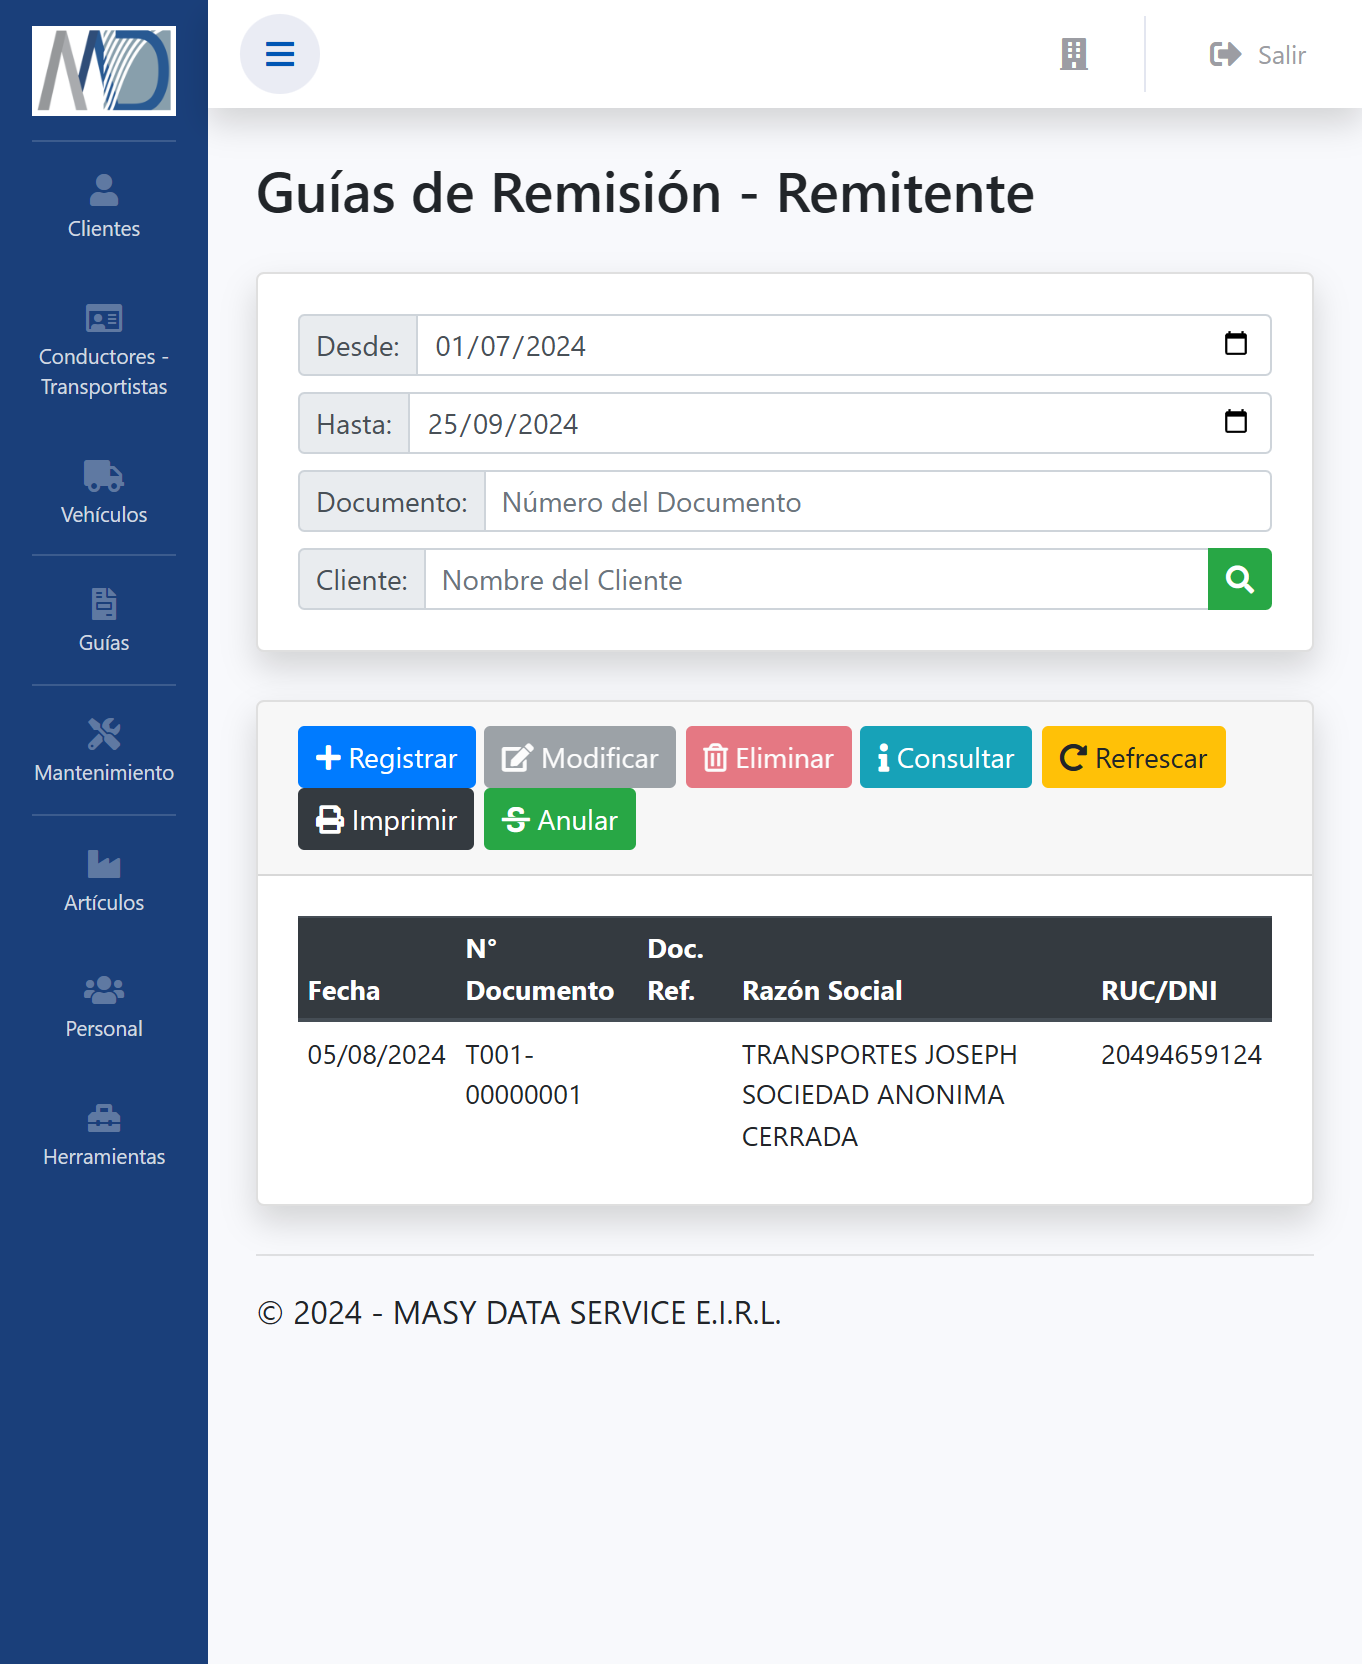 MD
Salir
Clientes
Conductores -
Transportistas
Vehículos
Guías
Mantenimiento
Artículos
Personal
Herramientas
Guías de Remisión - Remitente
Desde: 01/07/2024
Hasta: 25/09/2024
Documento: Número del Documento
Cliente: Nombre del Cliente
Registrar Modificar Eliminar Consultar Refrescar
Imprimir Anular
Fecha N° Documento Doc. Ref. Razón Social RUC/DNI
05/08/2024 T001-00000001 TRANSPORTES JOSEPH SOCIEDAD ANONIMA CERRADA 20494659124
© 2024 - MASY DATA SERVICE E.I.R.L.